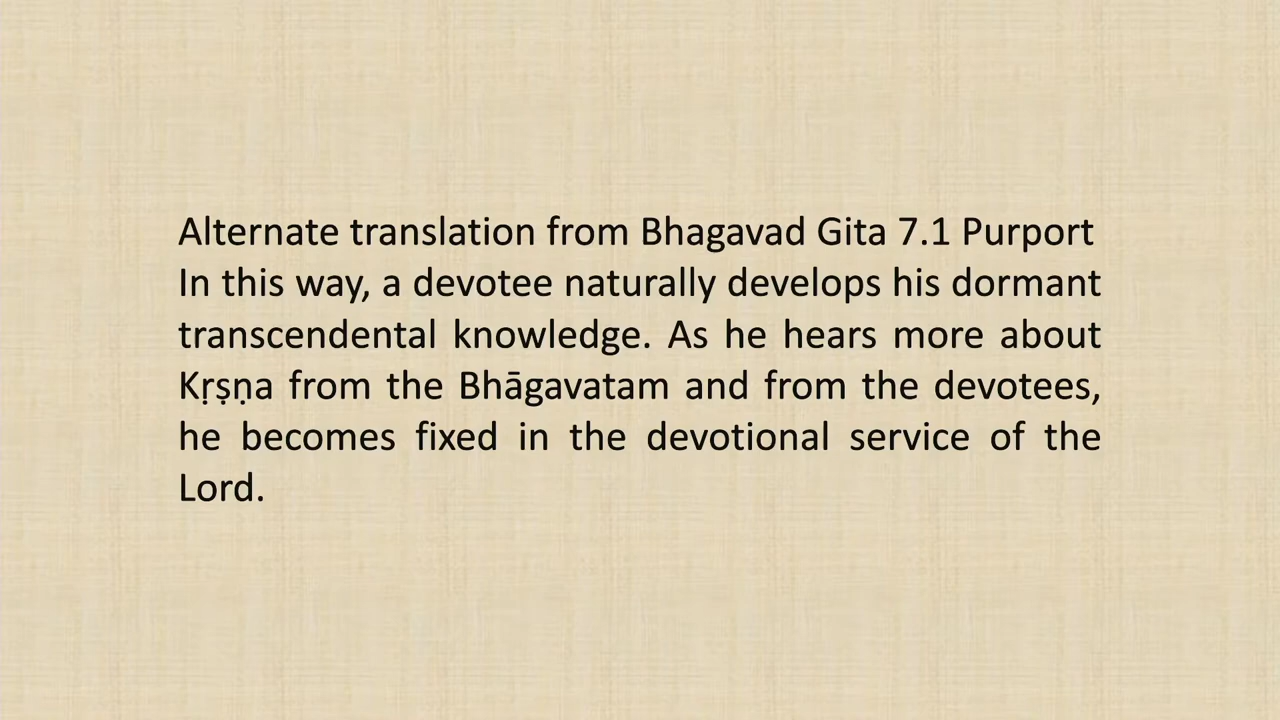 Alternate translation from Bhagavad Gita 7.1 Purport
In this way, a devotee naturally develops his dormant
transcendental knowledge. As he hears more about
Kṛṣṇa from the Bhāgavatam and from the devotees,
he becomes fixed in the devotional service of the
Lord.